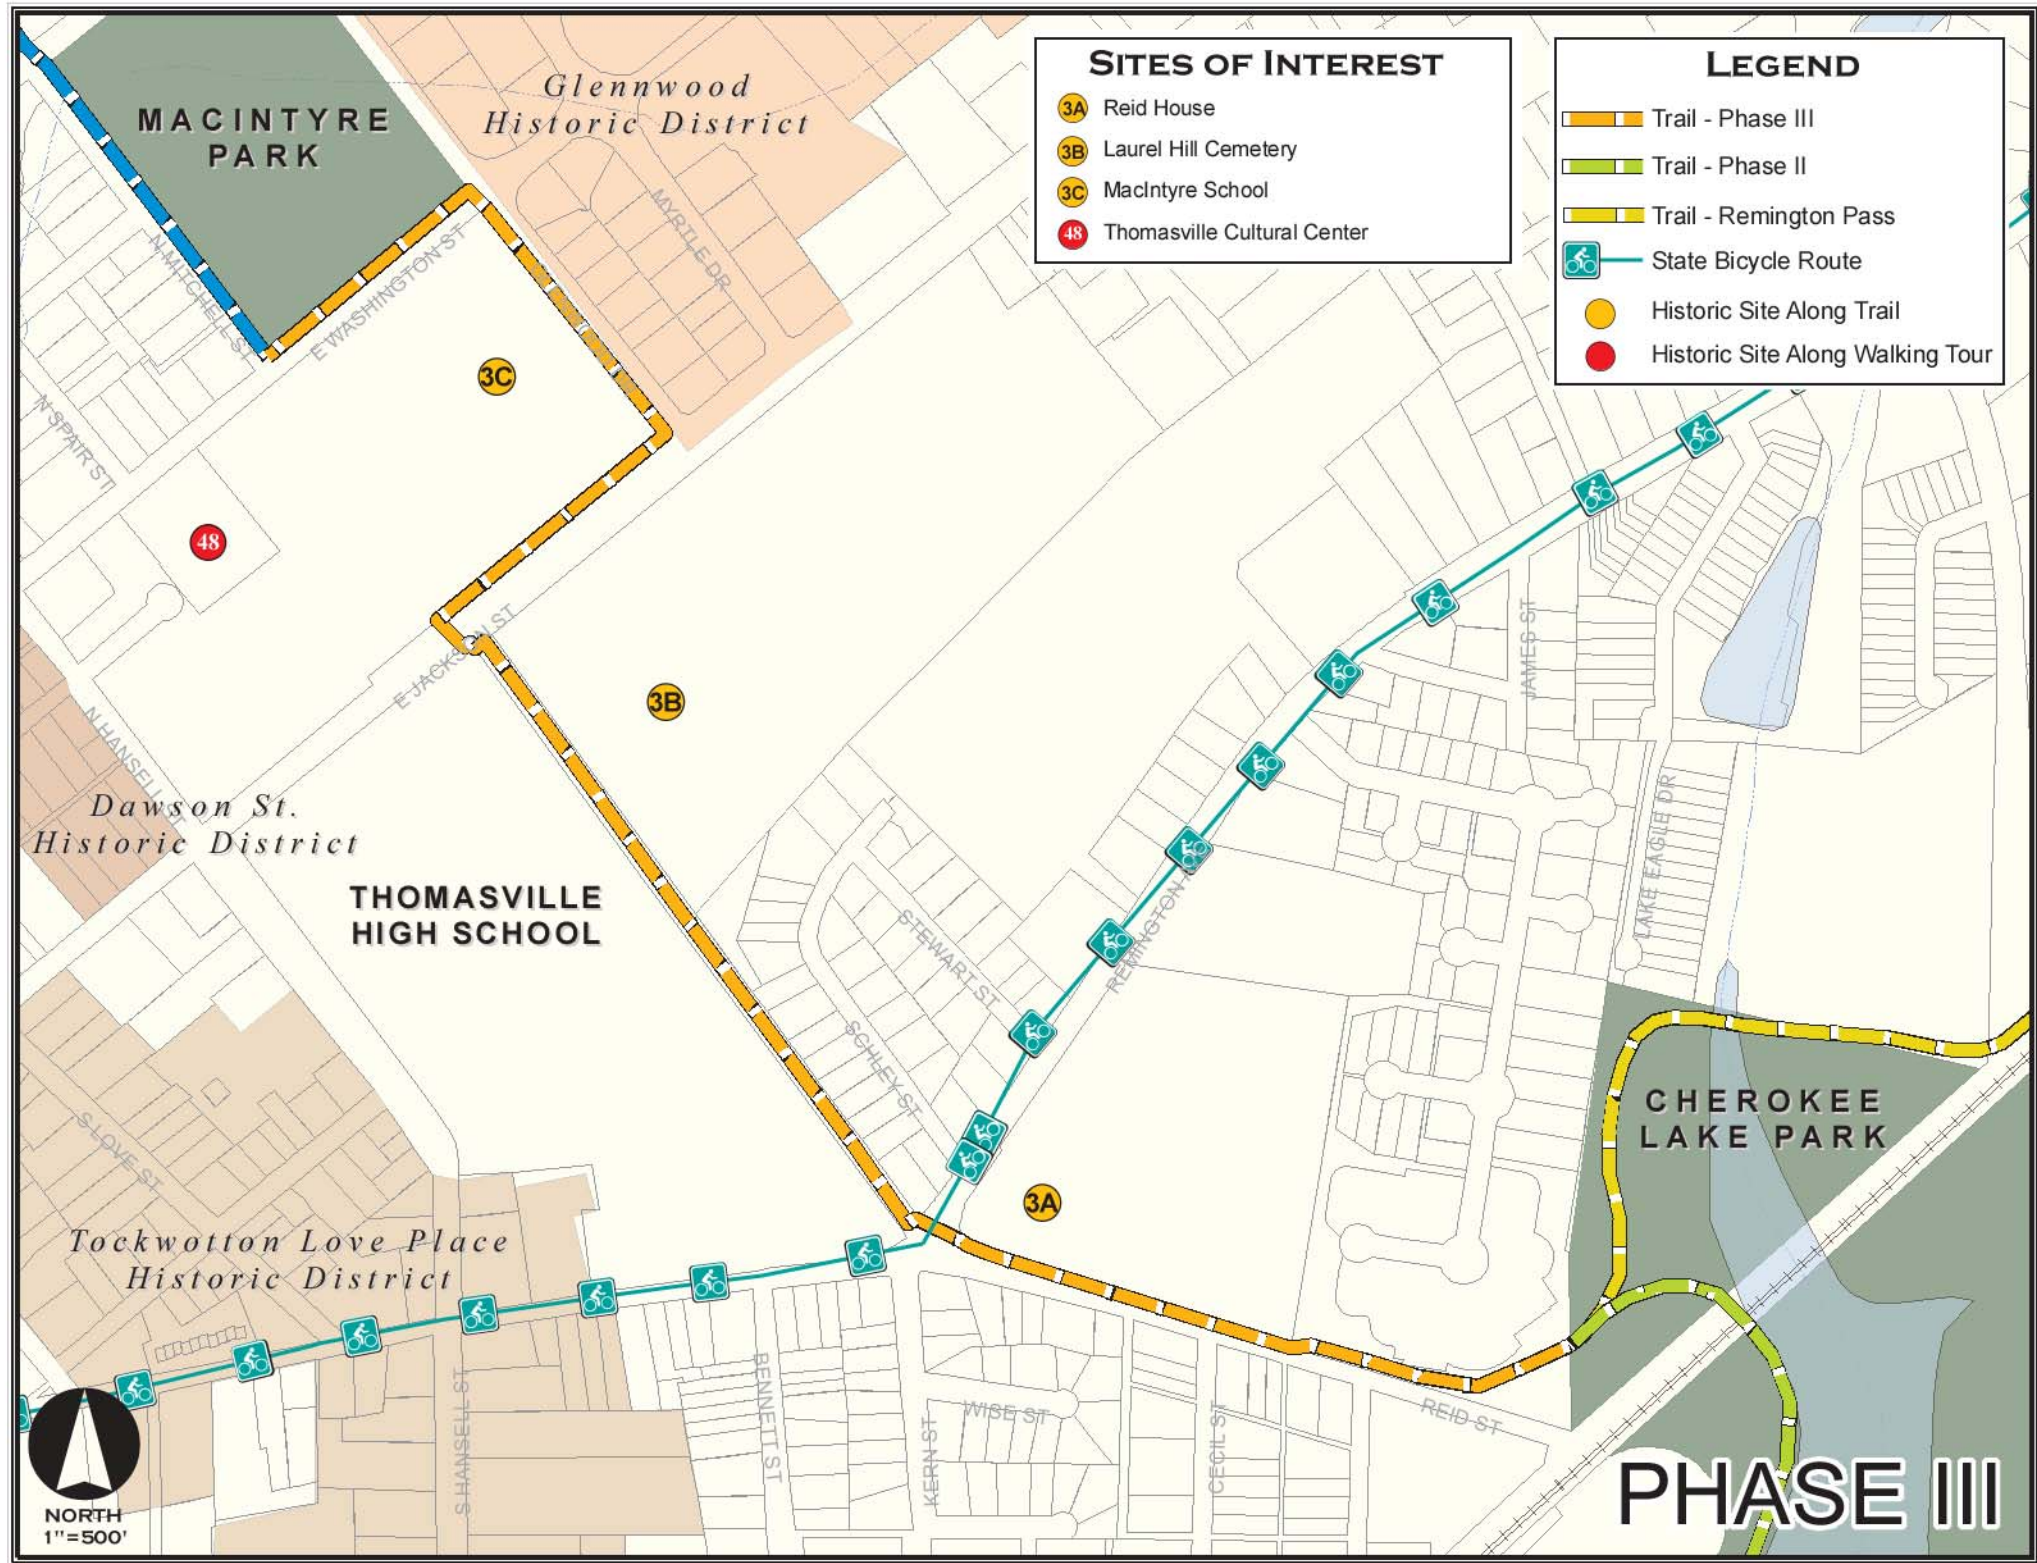 MACINTYRE
PARK
Glennwood
Historic District
SITES OF INTEREST
3A Reid House
3B Laurel Hill Cemetery
3C MacIntyre School
48 Thomasville Cultural Center
LEGEND
Trail - Phase III
Trail - Phase II
Trail - Remington Pass
State Bicycle Route
Historic Site Along Trail
Historic Site Along Walking Tour
N MITCHELL ST
E WASHINGTON ST
MYRTLE DR
3C
N SPAIR ST
48
E JACKSON ST
3B
JAMES ST
N HANSELL ST
Dawson St.
Historic District
THOMASVILLE
HIGH SCHOOL
STEWART ST
REMINGTON
LAKE EAGLE DR
SCHLEY ST
CHEROKEE
LAKE PARK
S LOVE ST
3A
Tockwotton Love Place
Historic District
BENNETT ST
S HANSELL ST
KERN ST
WISE ST
CECIL ST
REID ST
NORTH
1"=500'
PHASE III